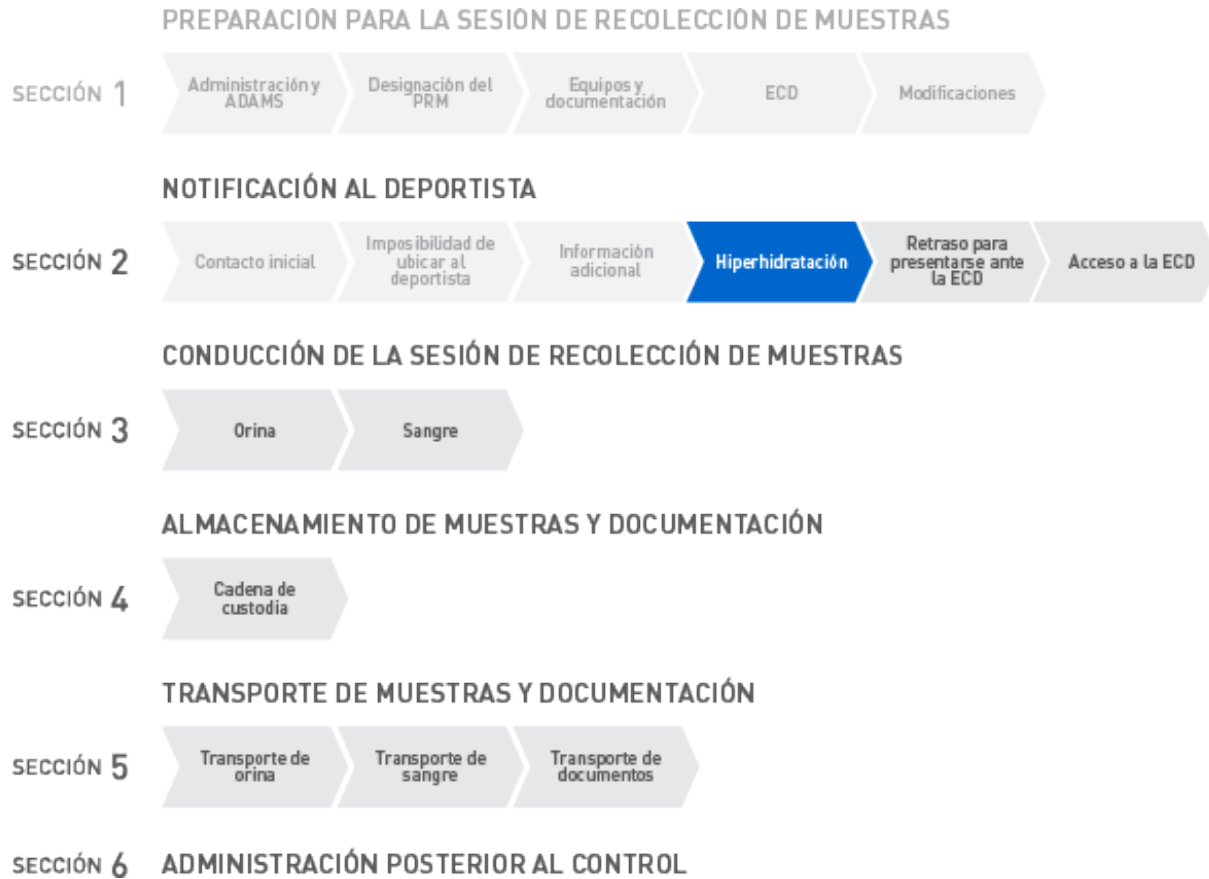 PREPARACIÓN PARA LA SESIÓN DE RECOLECCIÓN DE MUESTRAS
SECCIÓN 1
Administración y
ADAMS
Designación del
PRM
Equipos y
documentación
ECD
Modificaciones
NOTIFICACIÓN AL DEPORTISTA
SECCIÓN 2
Contacto inicial
Imposibilidad de
ubicar al
deportista
Información
adicional
Hiperhidratación
Retraso para
presentarse ante
la ECD
Acceso a la ECD
CONDUCCIÓN DE LA SESIÓN DE RECOLECCIÓN DE MUESTRAS
SECCIÓN 3
Orina
Sangre
ALMACENAMIENTO DE MUESTRAS Y DOCUMENTACIÓN
SECCIÓN 4
Cadena de
custodia
TRANSPORTE DE MUESTRAS Y DOCUMENTACIÓN
SECCIÓN 5
Transporte de
orina
Transporte de
sangre
Transporte de
documentos
SECCIÓN 6 ADMINISTRACIÓN POSTERIOR AL CONTROL